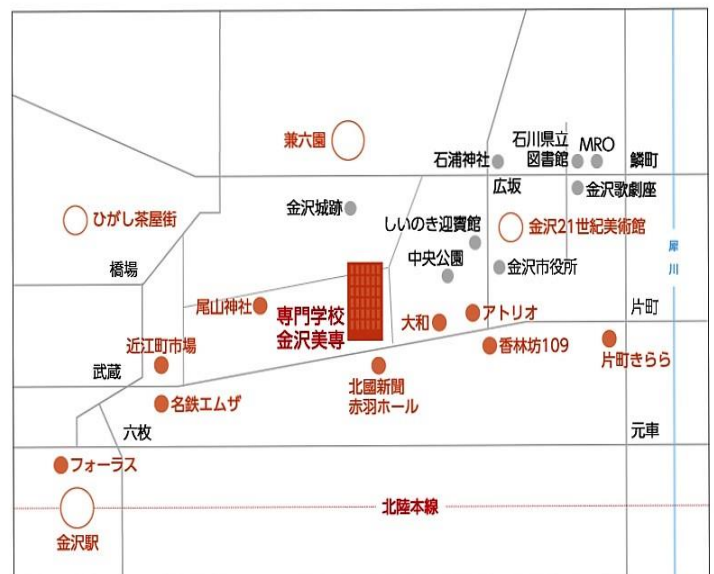 兼六園
石川県立
図書館
MRO
石浦神社
鱗町
広坂
金沢歌劇座
金沢城跡
ひがし茶屋街
しいのき迎賓館
金沢21世紀美術館
犀川
中央公園
金沢市役所
橋場
尾山神社
専門学校
金沢美専
大和
アトリオ
片町
近江町市場
香林坊109
片町きらら
武蔵
北國新聞
赤羽ホール
名鉄エムザ
六枚
元車
フォーラス
北陸本線
金沢駅